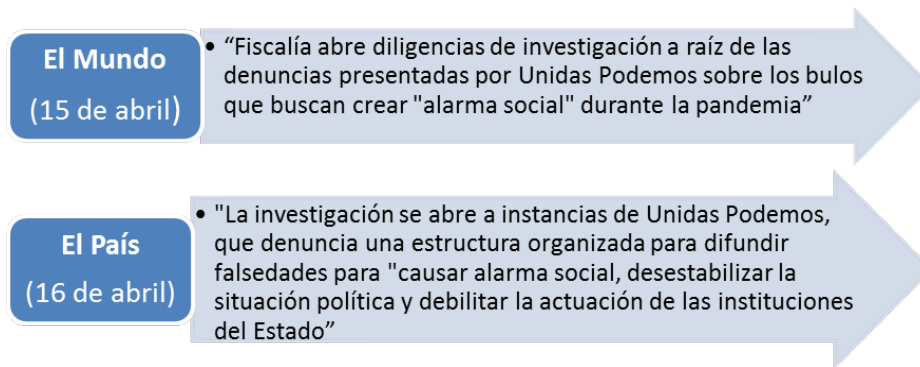 El Mundo
(15 de abril)
• “Fiscalía abre diligencias de investigación a raíz de las
denuncias presentadas por Unidas Podemos sobre los bulos
que buscan crear "alarma social" durante la pandemia”
El País
(16 de abril)
• "La investigación se abre a instancias de Unidas Podemos,
que denuncia una estructura organizada para difundir
falsedades para "causar alarma social, desestabilizar la
situación política y debilitar la actuación de las instituciones
del Estado”